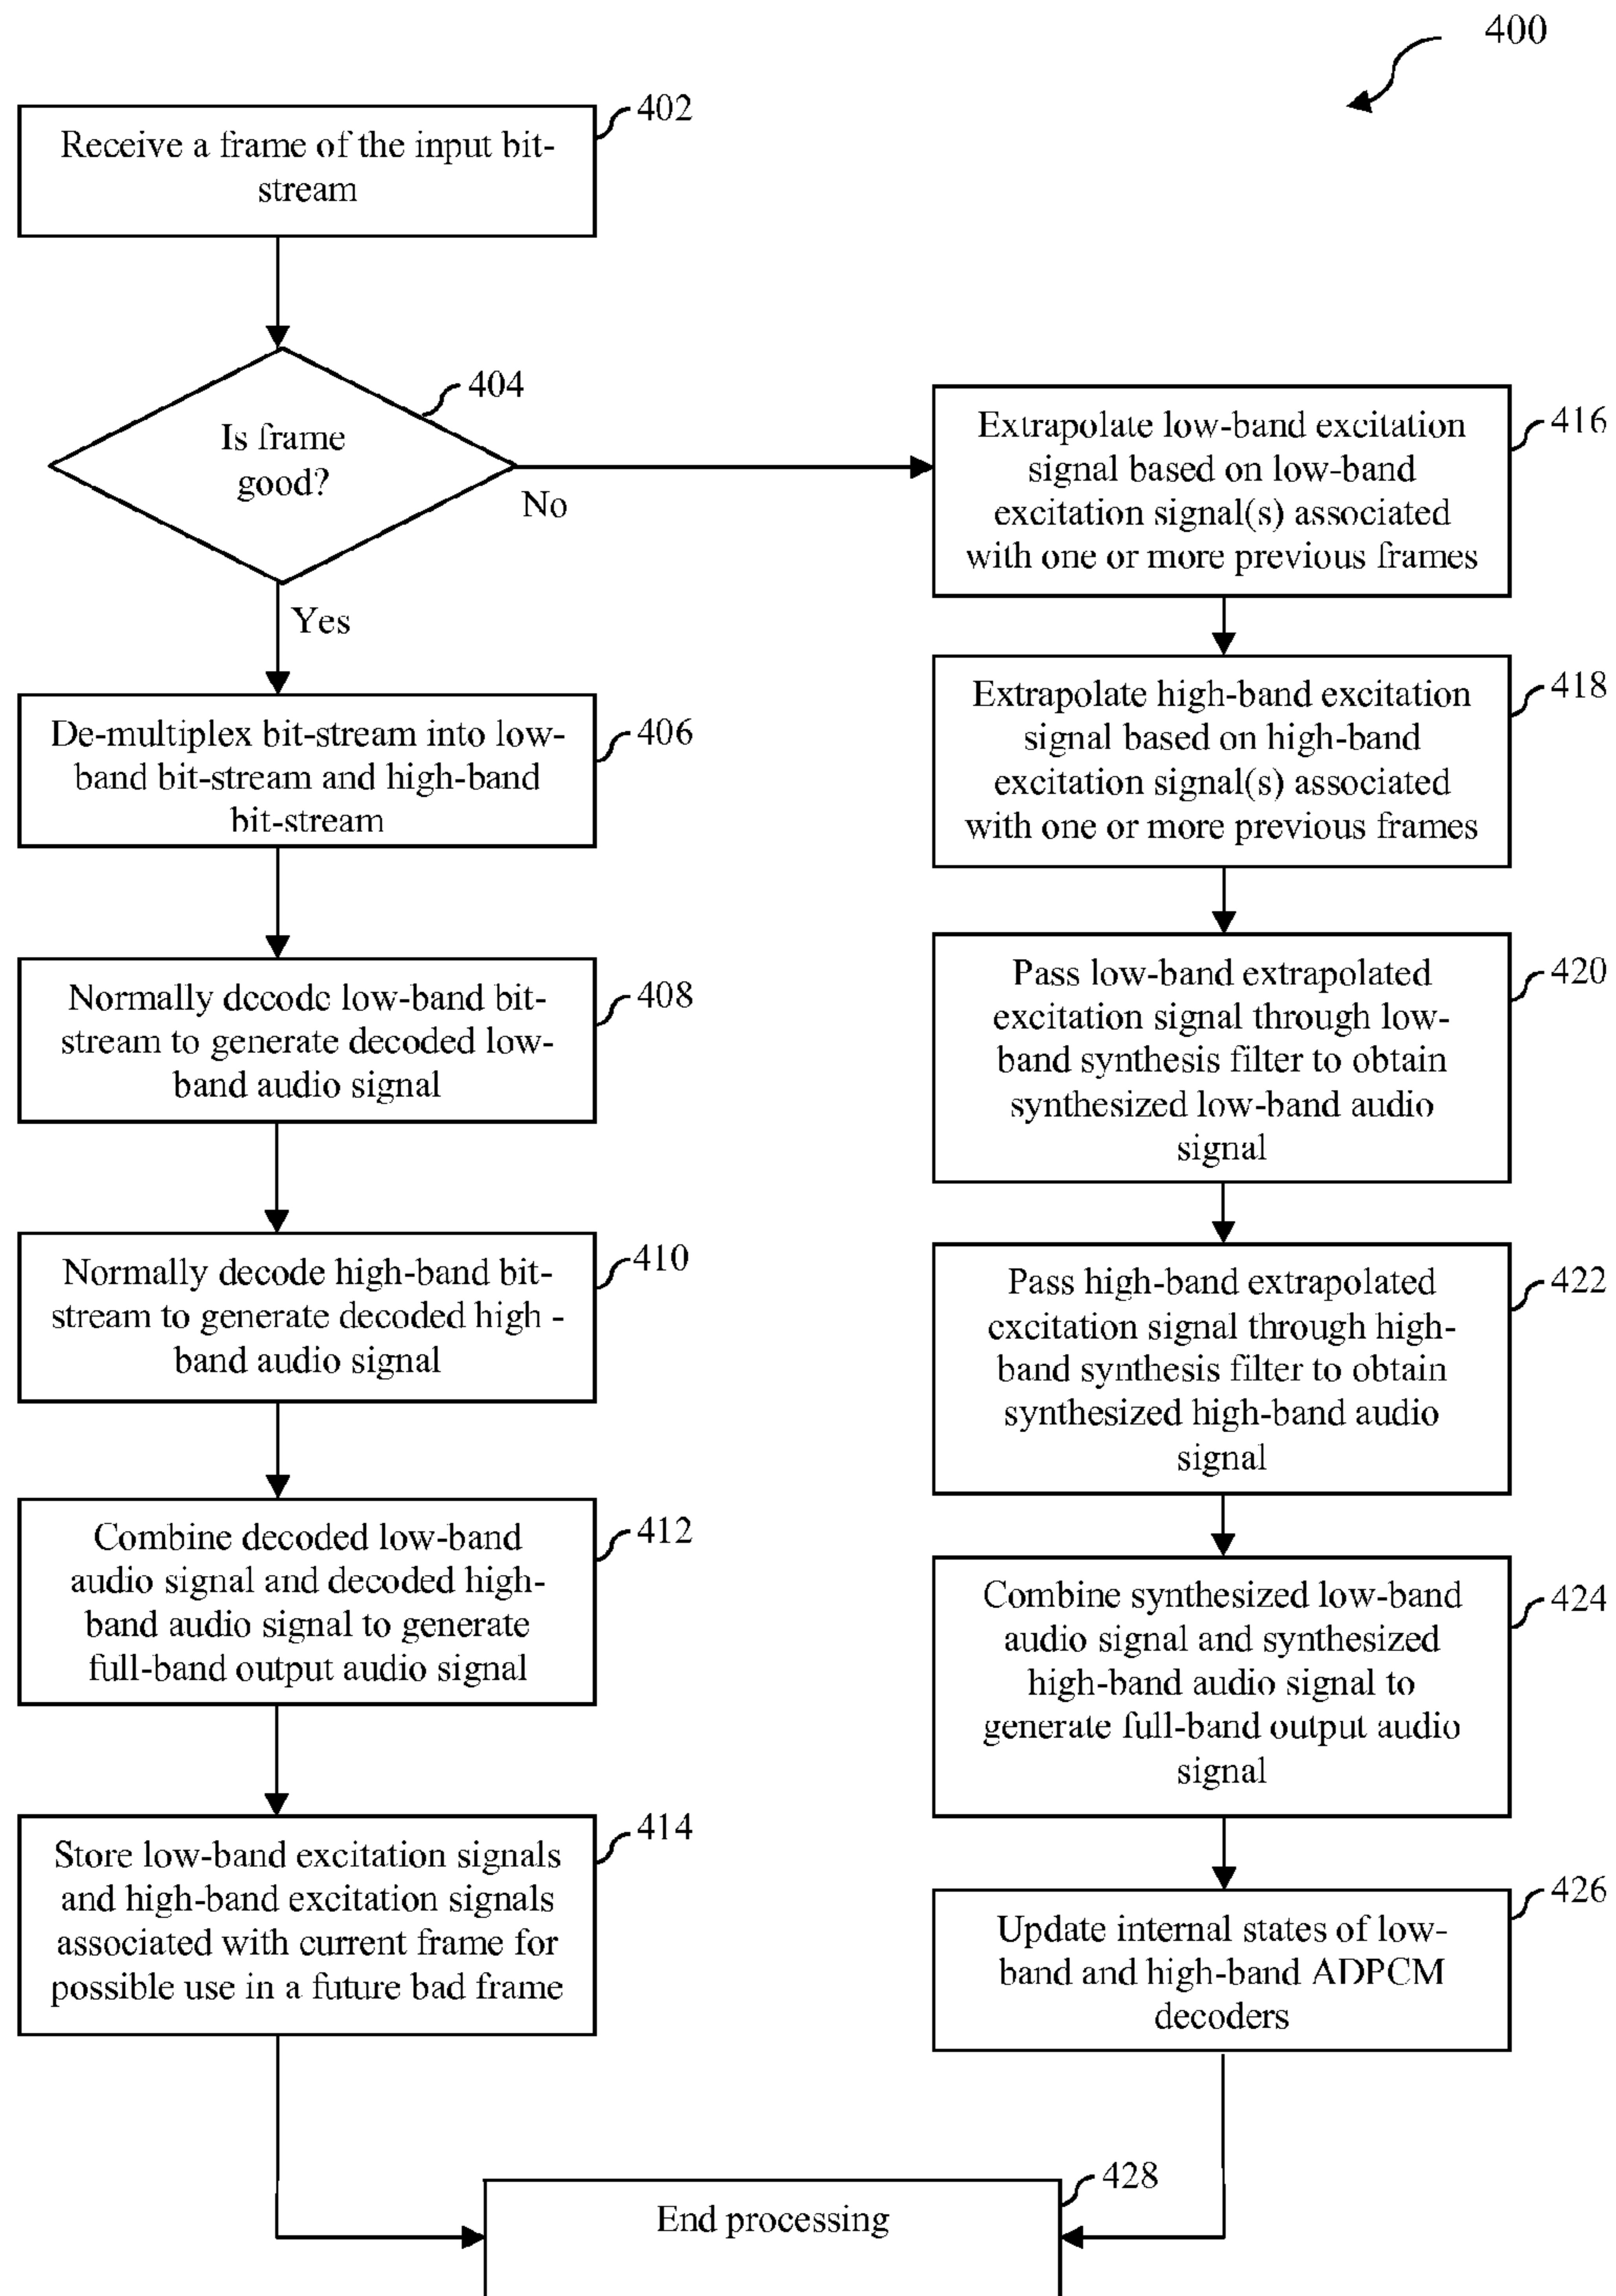 400
402
Receive a frame of the input bit-
stream
404
Is frame
good?
No
Yes
De-multiplex bit-stream into low-
band bit-stream and high-band
bit-stream
406
Normally decode low-band bit-
stream to generate decoded low-
band audio signal
408
Normally decode high-band bit-
stream to generate decoded high -
band audio signal
410
Combine decoded low-band
audio signal and decoded high-
band audio signal to generate
full-band output audio signal
412
Store low-band excitation signals
and high-band excitation signals
associated with current frame for
possible use in a future bad frame
414
Extrapolate low-band excitation
signal based on low-band
excitation signal(s) associated
with one or more previous frames
416
Extrapolate high-band excitation
signal based on high-band
excitation signal(s) associated
with one or more previous frames
418
Pass low-band extrapolated
excitation signal through low-
band synthesis filter to obtain
synthesized low-band audio
signal
420
Pass high-band extrapolated
excitation signal through high-
band synthesis filter to obtain
synthesized high-band audio
signal
422
Combine synthesized low-band
audio signal and synthesized
high-band audio signal to
generate full-band output audio
signal
424
Update internal states of low-
band and high-band ADPCM
decoders
426
End processing
428